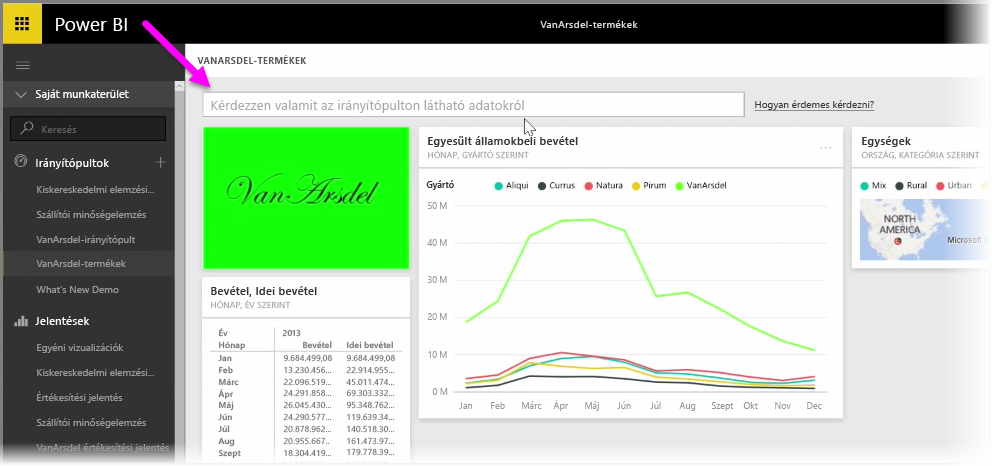 Power BI
VanArsdel-termékek
VANARSDEL-TERMÉKEK
Saját munkaterület
Kérdezzen valamit az irányítópulton látható adatokról
Hogyan érdemes kérdezni?
Keresés
Irányítópultok
Kiskereskedelmi elemzési...
Szállítói minőségelemzés
VanArsdel-irányítópult
VanArsdel-termékek
What's New Demo
Jelentések
Egyéni vizualizációk
Kiskereskedelmi elemzési...
Értékesítési jelentés
Szállítói minőségelemzés
VanArsdel értékesítési jelentés
VanArsdel
Bevétel, Idei bevétel
HÓNAP, ÉV SZERINT
Év 2013
Hónap Bevétel Idei bevétel
Jan 9.684.499,08 9.684.499,08
Feb 13.230.456... 22.914.955...
Márc 22.096.519... 45.011.474...
Ápr 24.291.858... 69.303.332...
Máj 26.045.430... 95.348.762...
Jún 24.290.577... 119.639.34...
Júl 20.878.962... 140.518.30...
Aug 20.955.667.. 161.473.97...
Szept 18.304.419... 179.778.39...
Egyesült államokbeli bevétel
HÓNAP, GYÁRTÓ SZERINT
Gyártó Aliqui Currus Natura Pirum VanArsdel
50 M
40 M
30 M
20 M
10 M
0 M
Jan Feb Márc Ápr Máj Jún Júl Aug Szept Okt Nov Dec
Egységek
ORSZÁG, KATEGÓRIA SZERINT
Mix Rural Urban
NORTH
AMERICA
Microsoft C